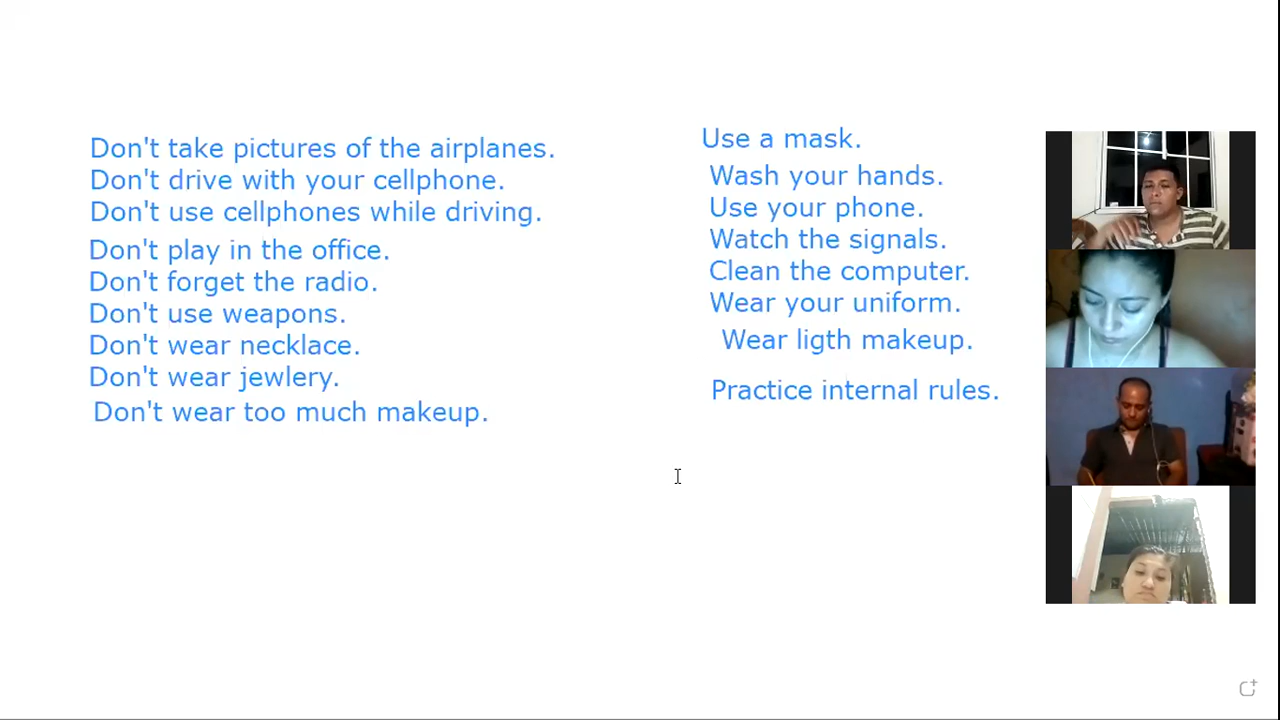 Don't take pictures of the airplanes.
Don't drive with your cellphone.
Don't use cellphones while driving.
Don't play in the office.
Don't forget the radio.
Don't use weapons.
Don't wear necklace.
Don't wear jewlery.
Don't wear too much makeup.
Use a mask.
Wash your hands.
Use your phone.
Watch the signals.
Clean the computer.
Wear your uniform.
Wear ligth makeup.
Practice internal rules.